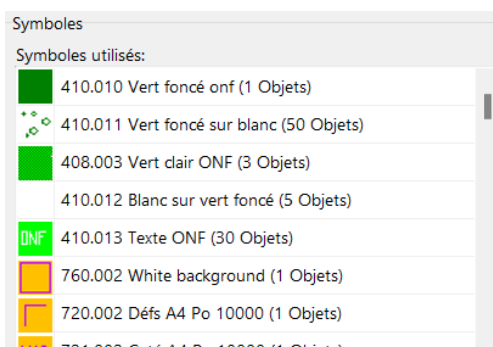 Symboles
Symboles utilisés:
410.010 Vert foncé onf (1 Objets)
410.011 Vert foncé sur blanc (50 Objets)
408.003 Vert clair ONF (3 Objets)
410.012 Blanc sur vert foncé (5 Objets)
ONF 410.013 Texte ONF (30 Objets)
760.002 White background (1 Objets)
720.002 Défs A4 Po 10000 (1 Objets)